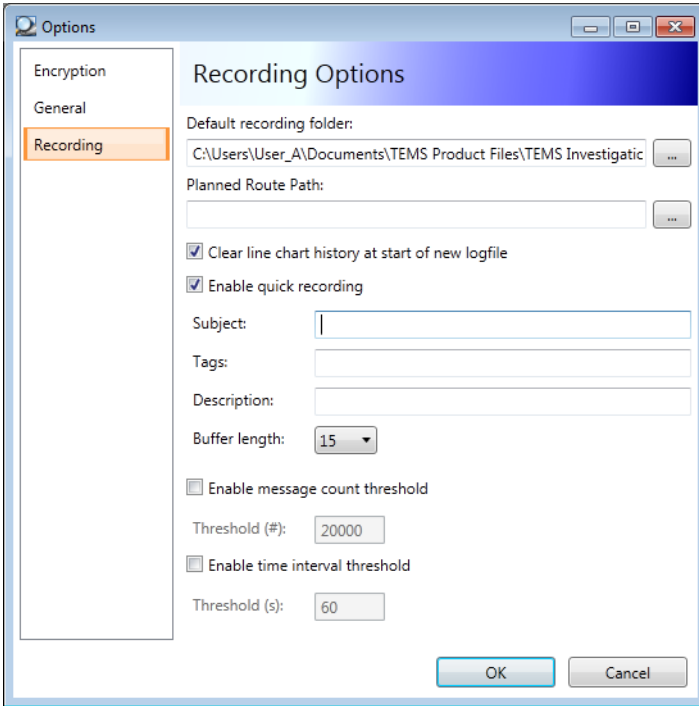 Options
Encryption
General
Recording
Recording Options
Default recording folder:
C:\Users\User_A\Documents\TEMS Product Files\TEMS Investigatic
...
Planned Route Path:
...
Clear line chart history at start of new logfile
Enable quick recording
Subject:
Tags:
Description:
Buffer length:
15
Enable message count threshold
Threshold (#):
20000
Enable time interval threshold
Threshold (s):
60
OK
Cancel